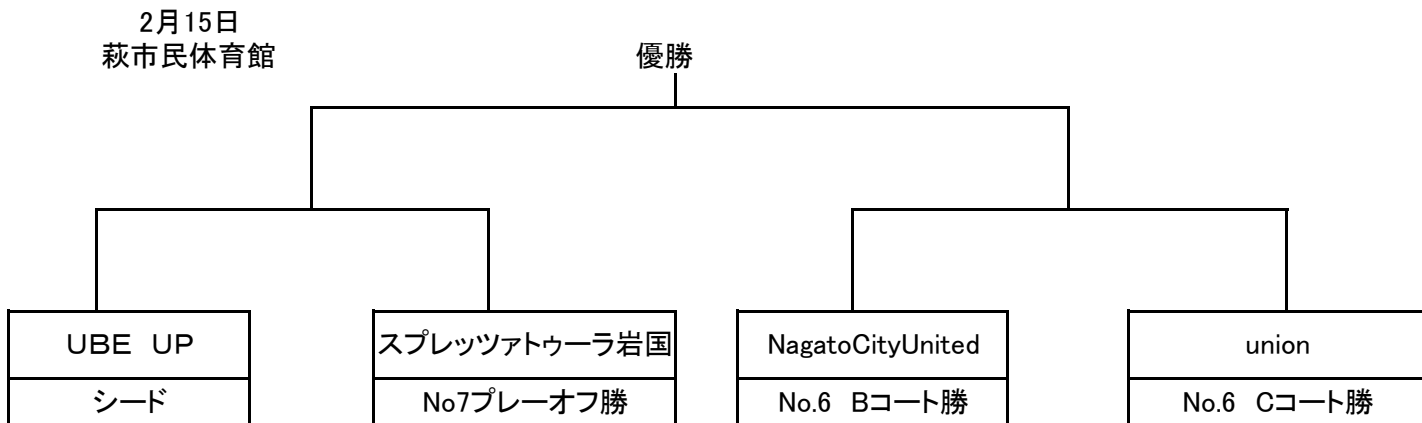 2月15日
萩市民体育館
優勝
ＵＢＥ　ＵＰ
スプレッツァトゥーラ岩国
NagatoCityUnited
union
シード
No7プレーオフ勝
No.6　Bコート勝
No.6　Cコート勝